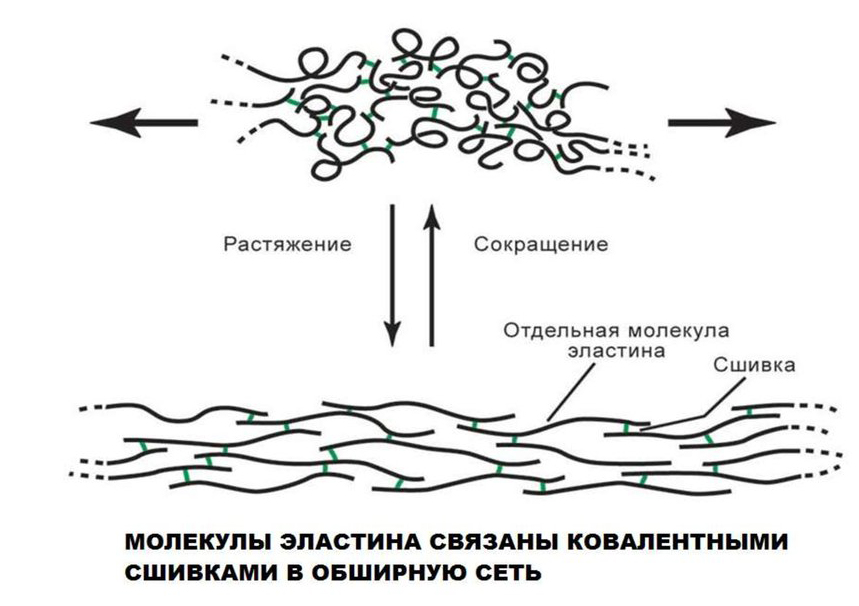 Растяжение
Сокращение
Отдельная молекула
эластина
Сшивка
МОЛЕКУЛЫ ЭЛАСТИНА СВЯЗАНЫ КОВАЛЕНТНЫМИ
СШИВКАМИ В ОБШИРНУЮ СЕТЬ